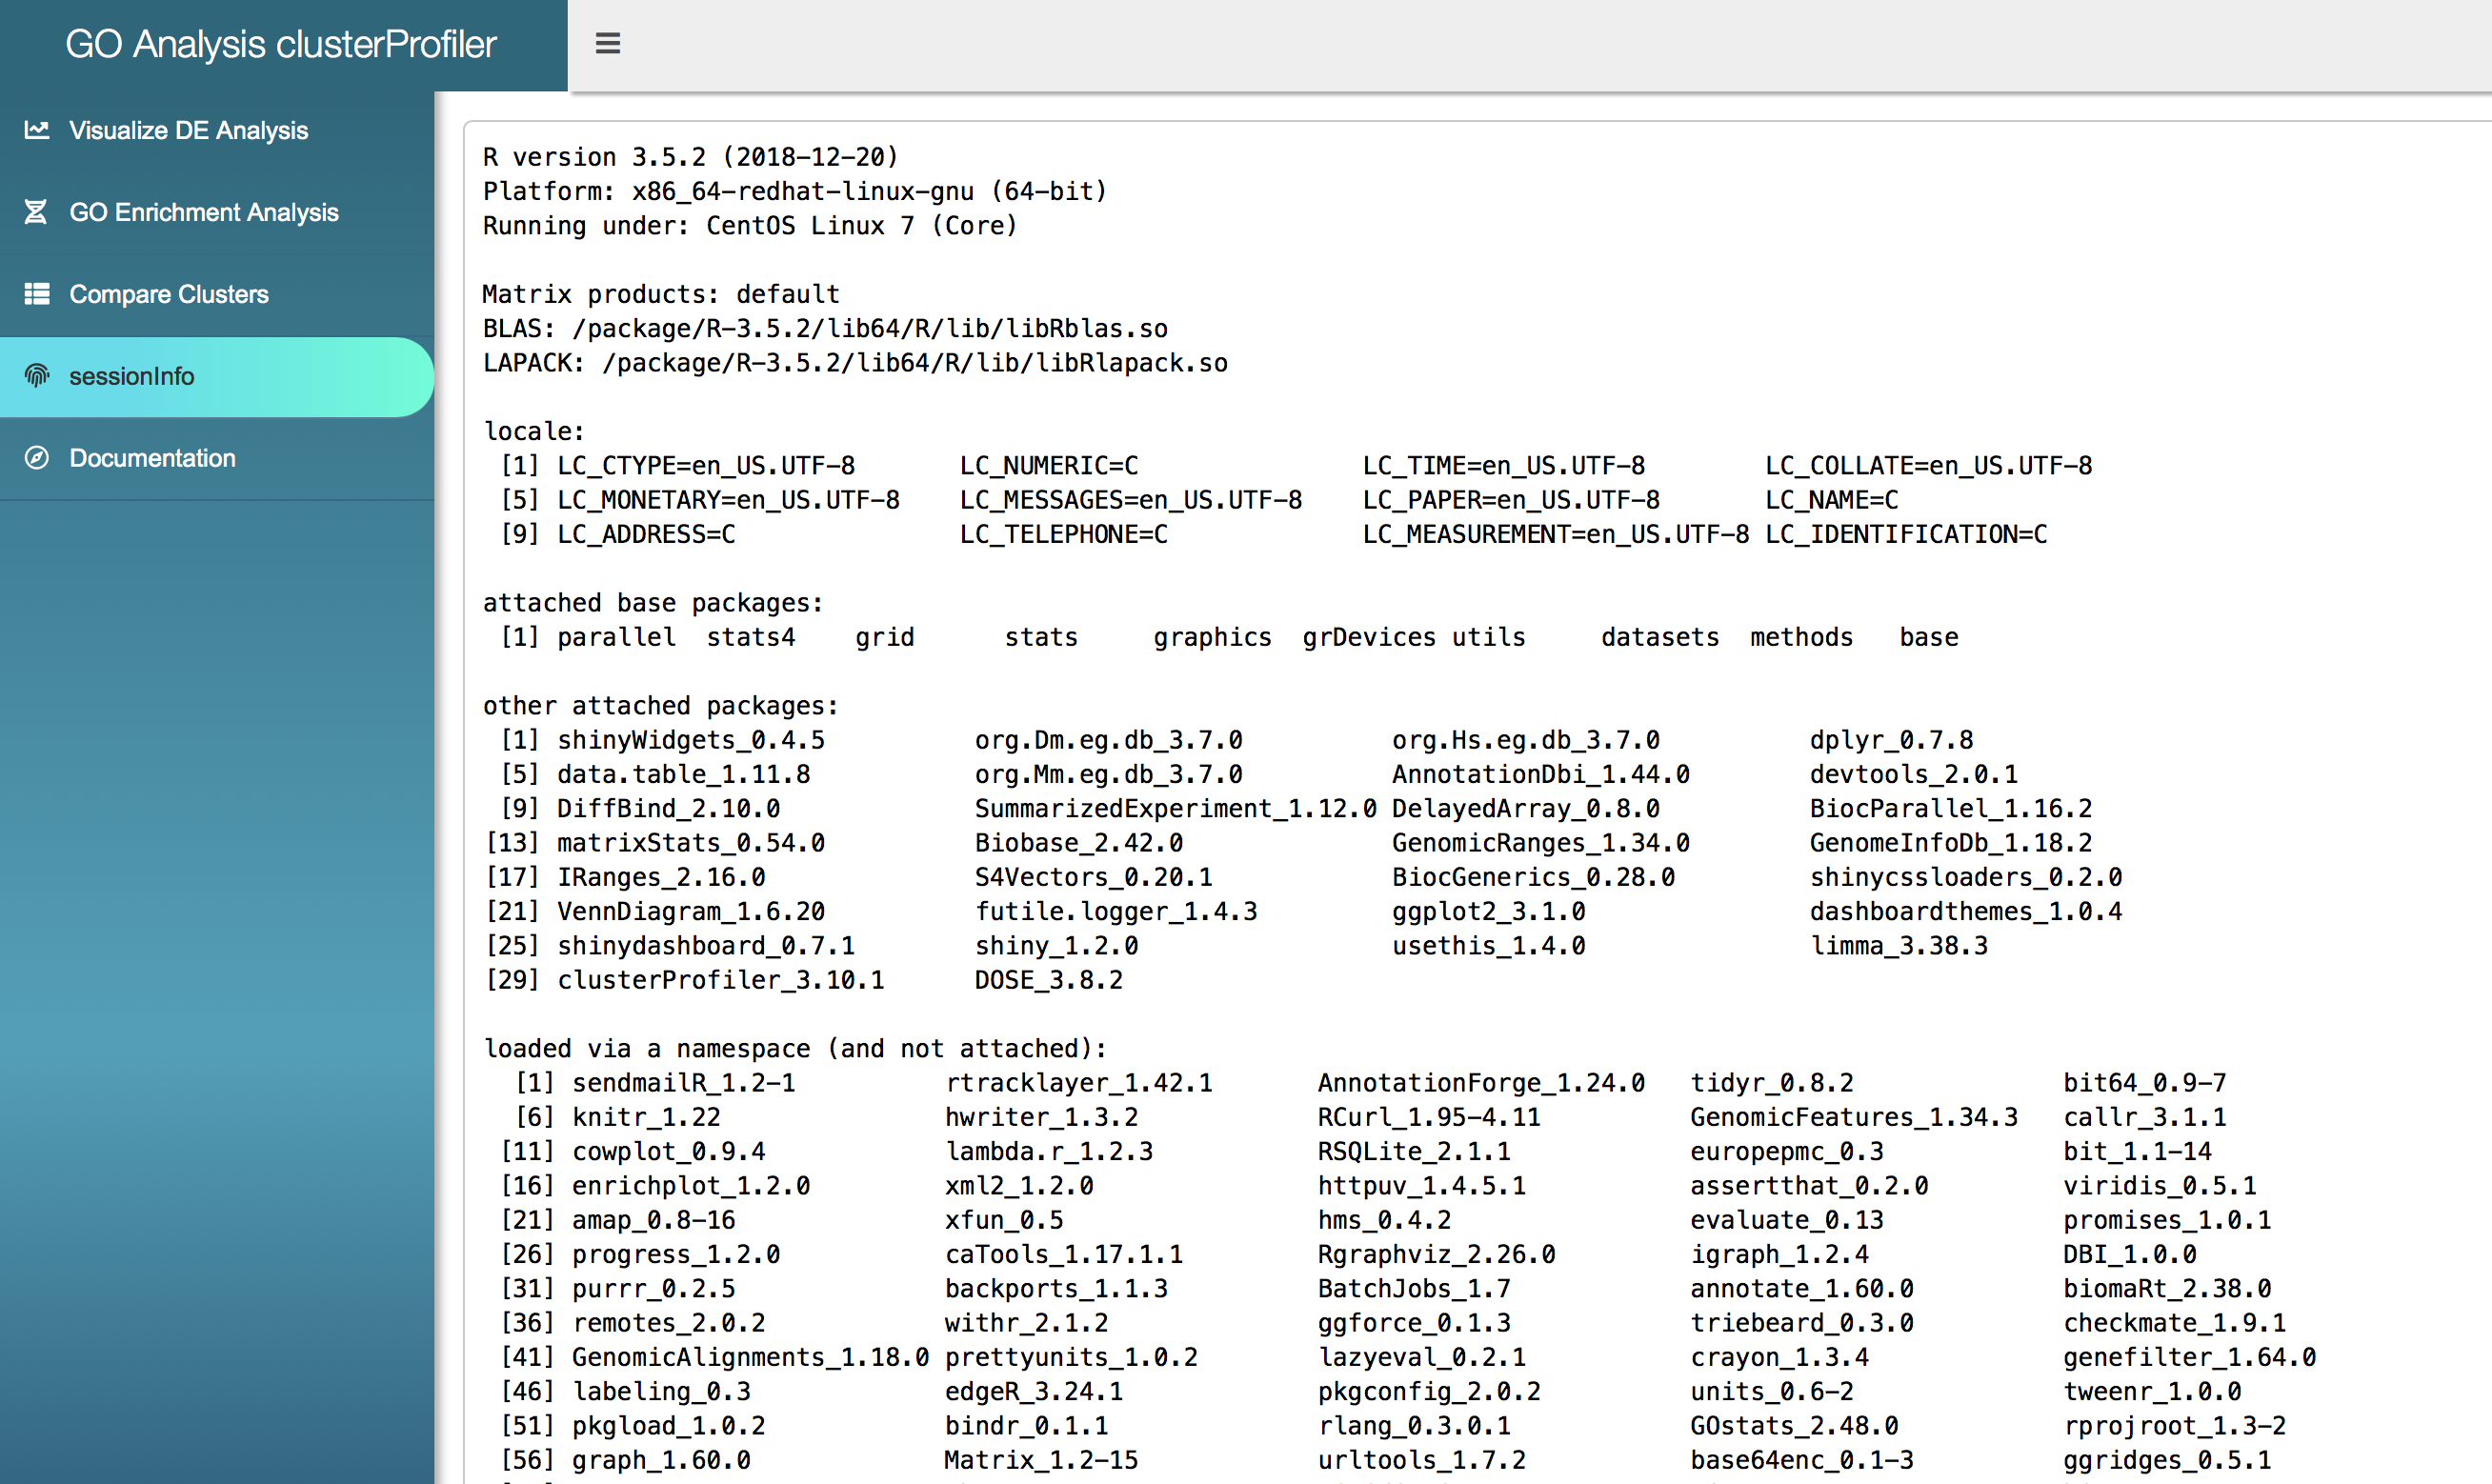 GO Analysis clusterProfiler
Visualize DE Analysis
GO Enrichment Analysis
Compare Clusters
sessionInfo
Documentation
R version 3.5.2 (2018-12-20)
Platform: x86_64-redhat-linux-gnu (64-bit)
Running under: CentOS Linux 7 (Core)
Matrix products: default
BLAS: /package/R-3.5.2/lib64/R/lib/libRblas.so
LAPACK: /package/R-3.5.2/lib64/R/lib/libRlapack.so
locale:
[1] LC_CTYPE=en_US.UTF-8 LC_NUMERIC=C LC_TIME=en_US.UTF-8 LC_COLLATE=en_US.UTF-8
[5] LC_MONETARY=en_US.UTF-8 LC_MESSAGES=en_US.UTF-8 LC_PAPER=en_US.UTF-8 LC_NAME=C
[9] LC_ADDRESS=C LC_TELEPHONE=C LC_MEASUREMENT=en_US.UTF-8 LC_IDENTIFICATION=C
attached base packages:
[1] parallel stats4 grid stats graphics grDevices utils datasets methods base
other attached packages:
[1] shinyWidgets_0.4.5 org.Dm.eg.db_3.7.0 org.Hs.eg.db_3.7.0 dplyr_0.7.8
[5] data.table_1.11.8 org.Mm.eg.db_3.7.0 AnnotationDbi_1.44.0 devtools_2.0.1
[9] DiffBind_2.10.0 SummarizedExperiment_1.12.0 DelayedArray_0.8.0 BiocParallel_1.16.2
[13] matrixStats_0.54.0 Biobase_2.42.0 GenomicRanges_1.34.0 GenomeInfoDb_1.18.2
[17] IRanges_2.16.0 S4Vectors_0.20.1 BiocGenerics_0.28.0 shinycssloaders_0.2.0
[21] VennDiagram_1.6.20 futile.logger_1.4.3 ggplot2_3.1.0 dashboardthemes_1.0.4
[25] shinydashboard_0.7.1 shiny_1.2.0 usethis_1.4.0 limma_3.38.3
[29] clusterProfiler_3.10.1 DOSE_3.8.2
loaded via a namespace (and not attached):
[1] sendmailR_1.2-1 rtracklayer_1.42.1 AnnotationForge_1.24.0 tidyr_0.8.2 bit64_0.9-7
[6] knitr_1.22 hwriter_1.3.2 RCurl_1.95-4.11 GenomicFeatures_1.34.3 callr_3.1.1
[11] cowplot_0.9.4 lambda.r_1.2.3 RSQLite_2.1.1 europepmc_0.3 bit_1.1-14
[16] enrichplot_1.2.0 xml2_1.2.0 httpuv_1.4.5.1 assertthat_0.2.0 viridis_0.5.1
[21] amap_0.8-16 xfun_0.5 hms_0.4.2 evaluate_0.13 promises_1.0.1
[26] progress_1.2.0 caTools_1.17.1.1 Rgraphviz_2.26.0 igraph_1.2.4 DBI_1.0.0
[31] purrr_0.2.5 backports_1.1.3 BatchJobs_1.7 annotate_1.60.0 biomaRt_2.38.0
[36] remotes_2.0.2 withr_2.1.2 ggforce_0.1.3 triebeard_0.3.0 checkmate_1.9.1
[41] GenomicAlignments_1.18.0 prettyunits_1.0.2 lazyeval_0.2.1 crayon_1.3.4 genefilter_1.64.0
[46] labeling_0.3 edgeR_3.24.1 pkgconfig_2.0.2 units_0.6-2 tweenr_1.0.0
[51] pkgload_1.0.2 bindr_0.1.1 rlang_0.3.0.1 GOstats_2.48.0 rprojroot_1.3-2
[56] graph_1.60.0 Matrix_1.2-15 urltools_1.7.2 base64enc_0.1-3 ggridges_0.5.1